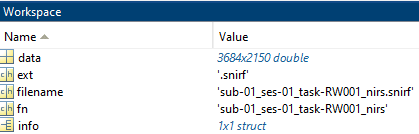 Workspace
Name Value
data 3684x2150 double
ext '.snirf'
filename 'sub-01_ses-01_task-RW001_nirs.snirf'
fn 'sub-01_ses-01_task-RW001_nirs'
info 1x1 struct